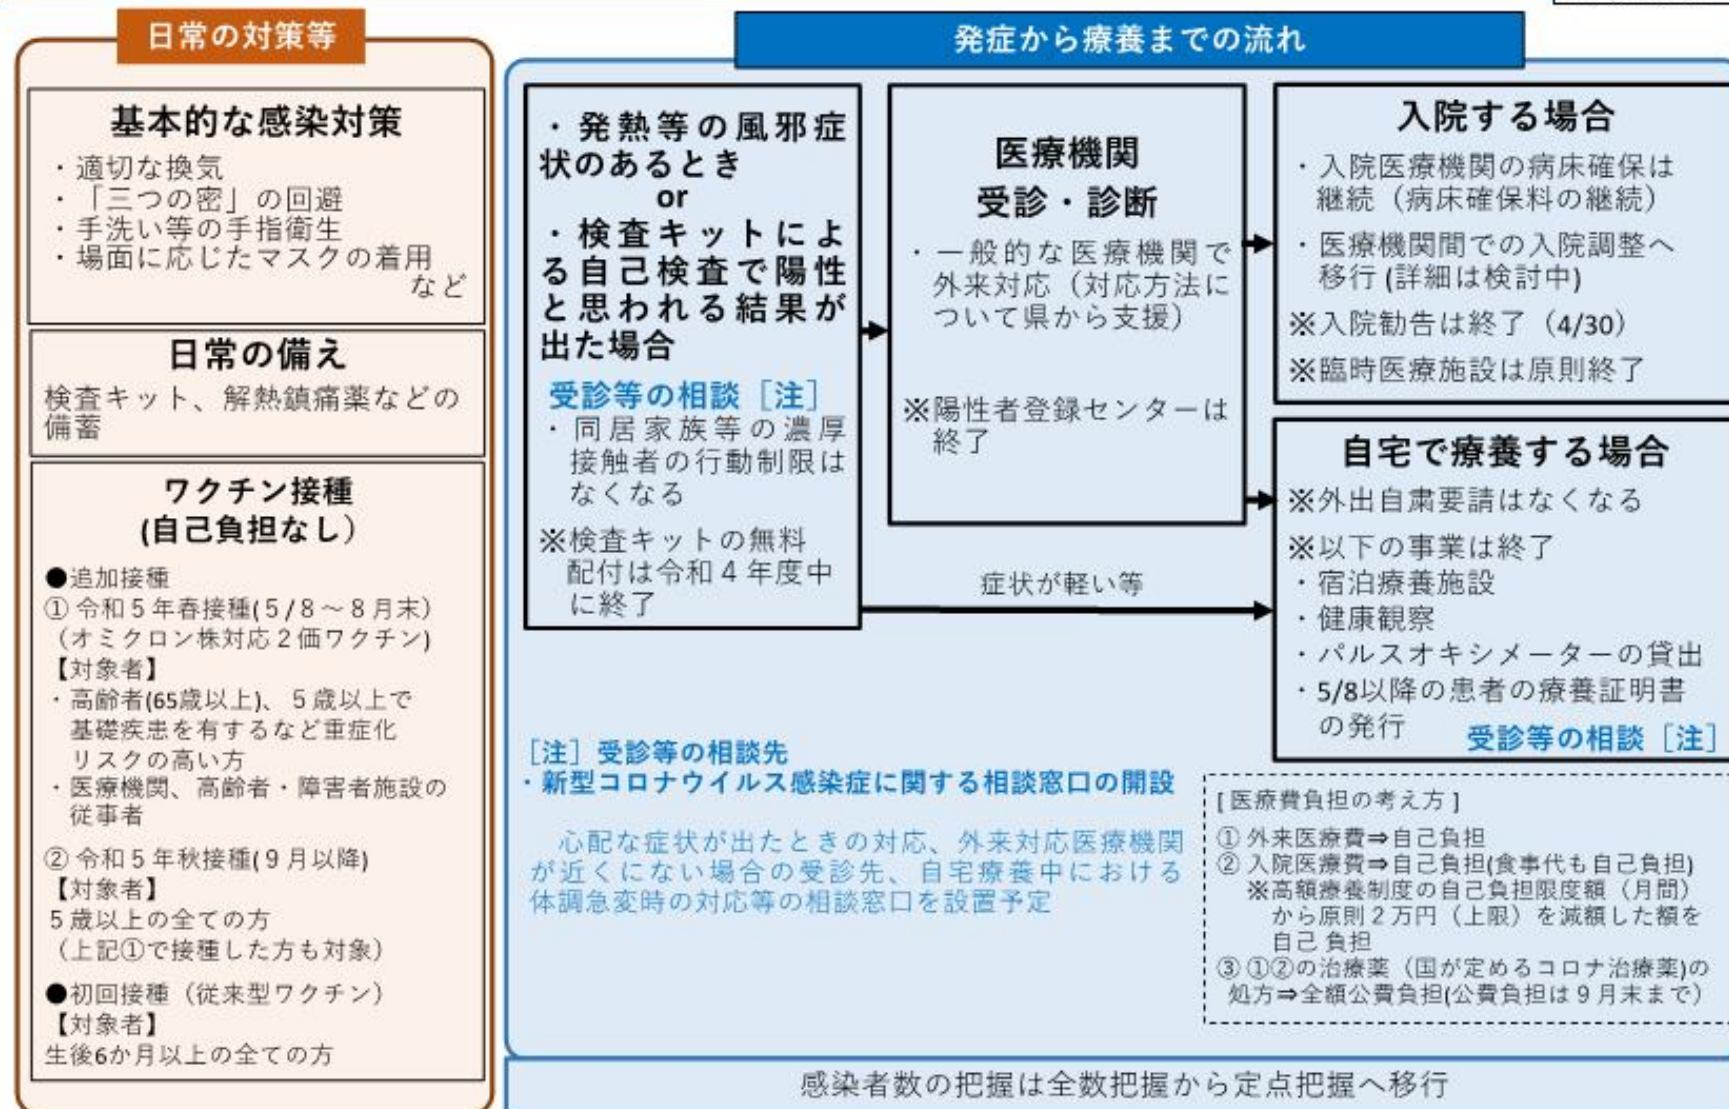 日常の対策等
基本的な感染対策
・適切な換気
・「三つの密」の回避
・手洗い等の手指衛生
・場面に応じたマスクの着用
など
日常の備え
検査キット、解熱鎮痛薬などの
備蓄
ワクチン接種
(自己負担なし）
●追加接種
① 令和５年春接種(５/８～８月末）
（オミクロン株対応２価ワクチン)
【対象者】
・高齢者(65歳以上)、５歳以上で
基礎疾患を有するなど重症化
リスクの高い方
・医療機関、高齢者・障害者施設の
従事者
② 令和５年秋接種(９月以降)
【対象者】
５歳以上の全ての方
（上記①で接種した方も対象）
●初回接種（従来型ワクチン）
【対象者】
生後6か月以上の全ての方
発症から療養までの流れ
・発熱等の風邪症
状のあるとき
or
・検査キットによ
る自己検査で陽性
と思われる結果が
出た場合
受診等の相談［注］
・同居家族等の濃厚
接触者の行動制限は
なくなる
※検査キットの無料
配付は令和４年度中
に終了
医療機関
受診・診断
・一般的な医療機関で
外来対応（対応方法に
ついて県から支援）
※陽性者登録センターは
終了
症状が軽い等
入院する場合
・入院医療機関の病床確保は
継続（病床確保料の継続）
・医療機関間での入院調整へ
移行 (詳細は検討中)
※入院勧告は終了（4/30）
※臨時医療施設は原則終了
自宅で療養する場合
※外出自粛要請はなくなる
※以下の事業は終了
・宿泊療養施設
・健康観察
・パルスオキシメーターの貸出
・5/8以降の患者の療養証明書
の発行
受診等の相談［注］
［注］受診等の相談先
・新型コロナウイルス感染症に関する相談窓口の開設
心配な症状が出たときの対応、外来対応医療機関
が近くにない場合の受診先、自宅療養中における
体調急変時の対応等の相談窓口を設置予定
[ 医療費負担の考え方 ]
① 外来医療費⇒自己負担
② 入院医療費⇒自己負担(食事代も自己負担)
※高額療養制度の自己負担限度額（月間）
から原則２万円（上限）を減額した額を
自己 負担
③ ①②の治療薬（国が定めるコロナ治療薬)の
処方⇒全額公費負担(公費負担は９月末まで）
感染者数の把握は全数把握から定点把握へ移行